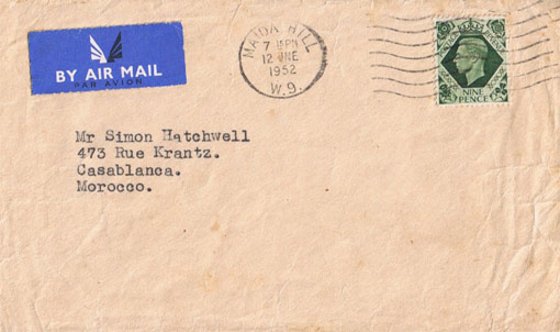 BY AIR MAIL
PAR AVION
MAIDA HILL
7 15 PM
12 JNE
1952
W.9.
NINE
PENCE
Mr Simon Hatchwell
473 Rue Krantz.
Casablanca.
Morocco.